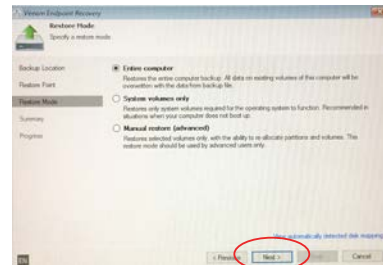 Veeam Endpoint Recovery
Restore Mode
Specify a restore mode.
Backup Location
Restore Point
Restore Mode
Summary
Progress
Entire computer
Restores the entire computer backup. All data on existing volumes of this computer will be
overwritten with the data from backup file.
System volumes only
Restores only system volumes required for the operating system to function. Recommended in
situations when your computer does not boot up.
Manual restore (advanced)
Restores selected volumes only, with the ability to re-allocate partitions and volumes. This
restore mode should be used by advanced users only.
View automatically detected disk mapping
< Previous
Next >
Cancel
EN